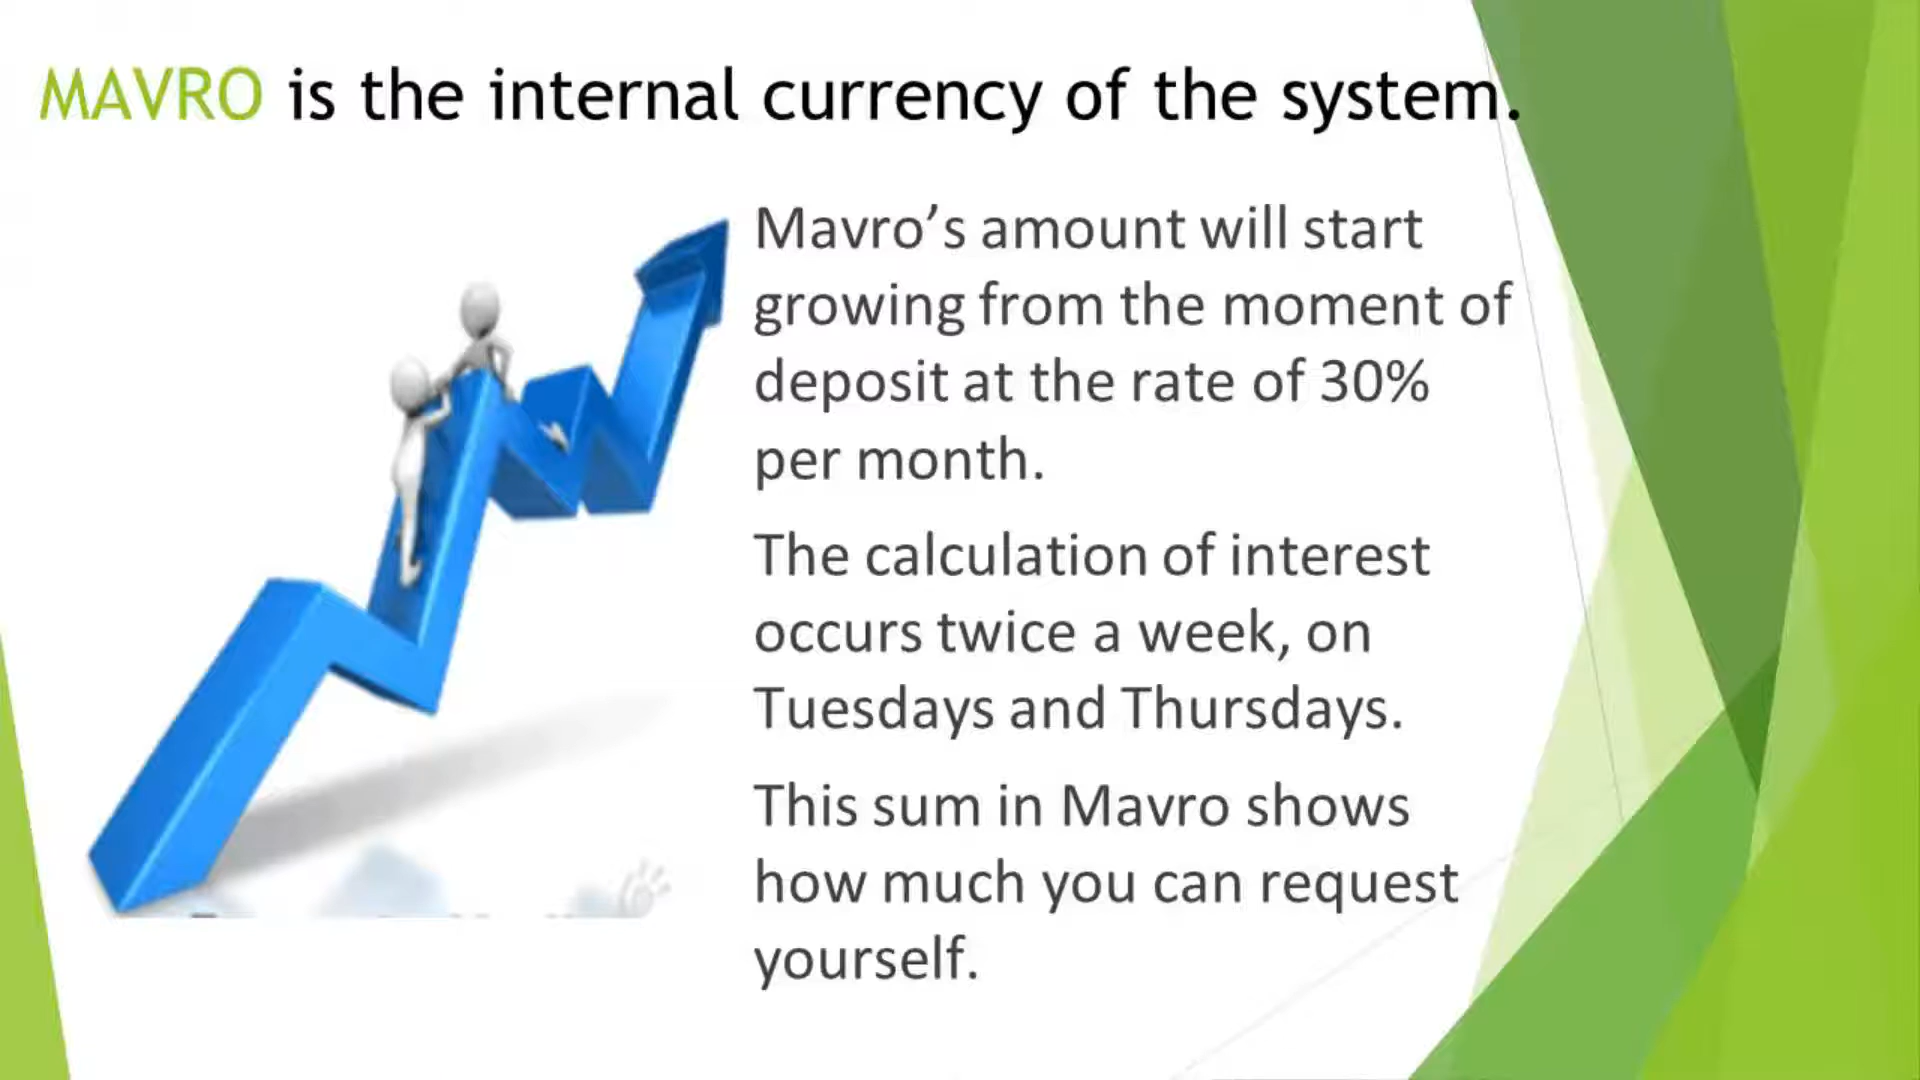 MAVRO is the internal currency of the system.
Mavro’s amount will start
growing from the moment of
deposit at the rate of 30%
per month.
The calculation of interest
occurs twice a week, on
Tuesdays and Thursdays.
This sum in Mavro shows
how much you can request
yourself.